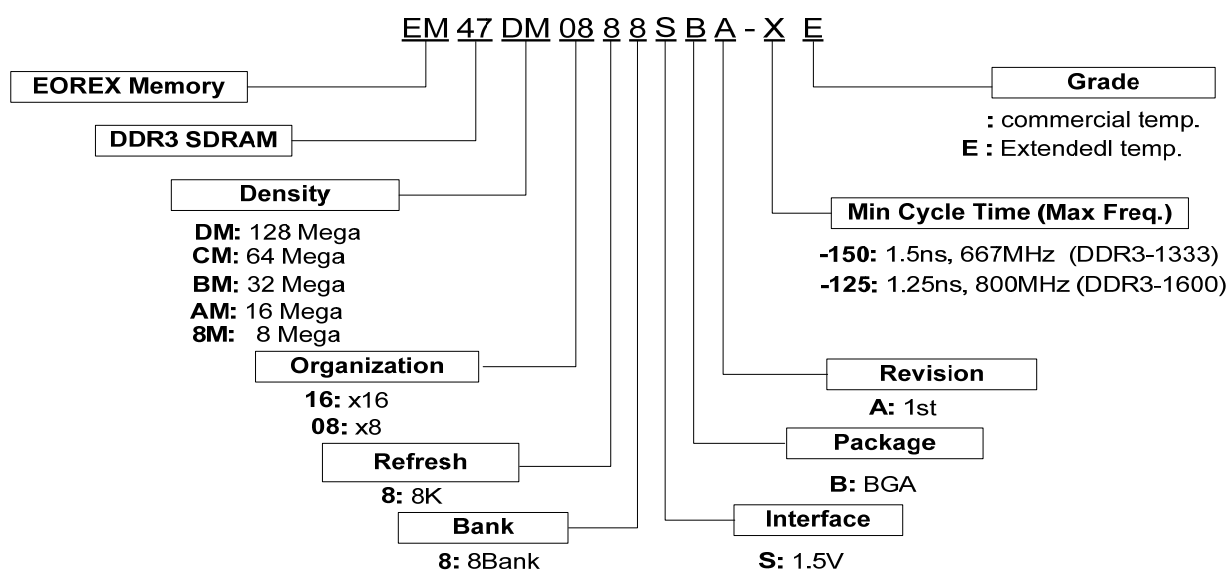 EM 47 DM 08 8 8 S B A - X E
EOREX Memory
DDR3 SDRAM
Density
DM: 128 Mega
CM: 64 Mega
BM: 32 Mega
AM: 16 Mega
8M: 8 Mega
Organization
16: x16
08: x8
Refresh
8: 8K
Bank
8: 8Bank
Grade
: commercial temp.
E : Extendedl temp.
Min Cycle Time (Max Freq.)
-150: 1.5ns, 667MHz (DDR3-1333)
-125: 1.25ns, 800MHz (DDR3-1600)
Revision
A: 1st
Package
B: BGA
Interface
S: 1.5V